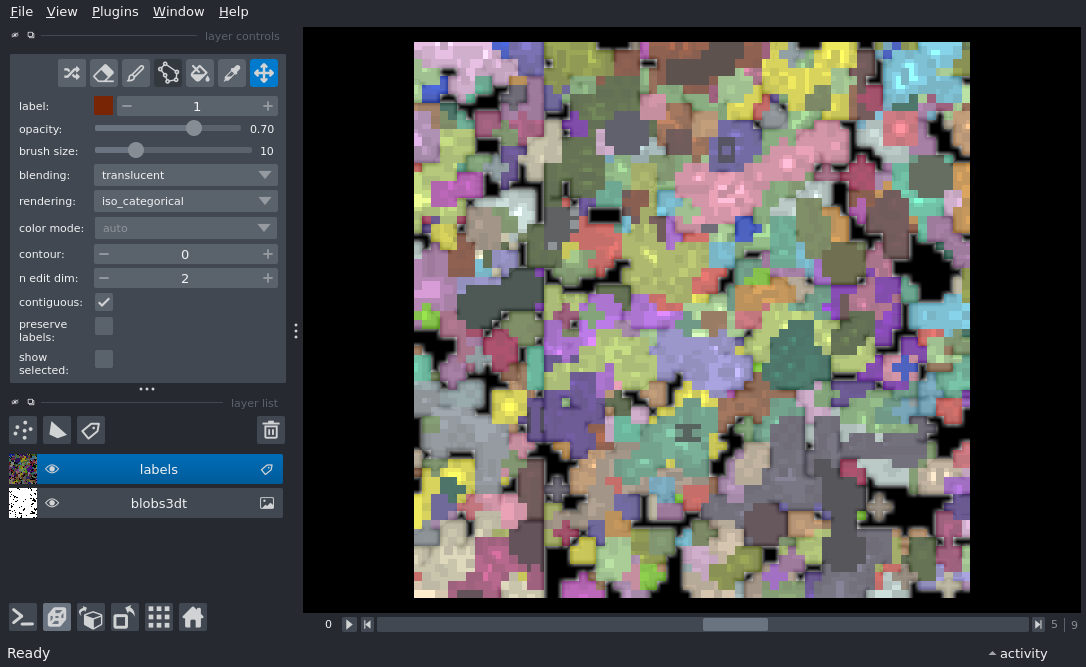 File View Plugins Window Help
layer controls
label: 1
opacity: 0.70
brush size: 10
blending: translucent
rendering: iso_categorical
color mode: auto
contour: 0
n edit dim: 2
contiguous:
preserve
labels:
show
selected:
layer list
labels
blobs3dt
0 5 9
Ready activity